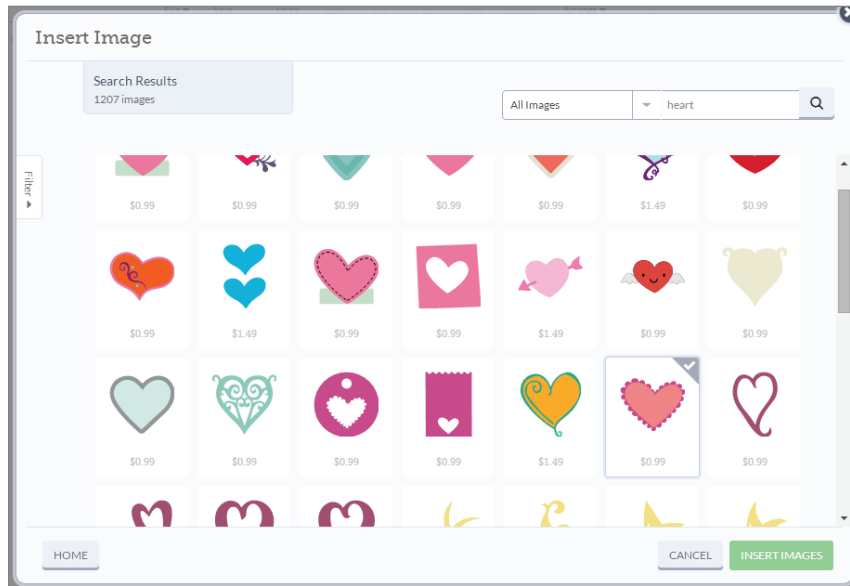 Insert Image
Search Results
1207 images
All Images
heart
Filter
$0.99 $0.99 $0.99 $0.99 $0.99 $1.49 $0.99
$0.99 $1.49 $0.99 $0.99 $1.49 $0.99 $0.99
$0.99 $0.99 $0.99 $0.99 $1.49 $0.99 $0.99
HOME
CANCEL
INSERT IMAGES